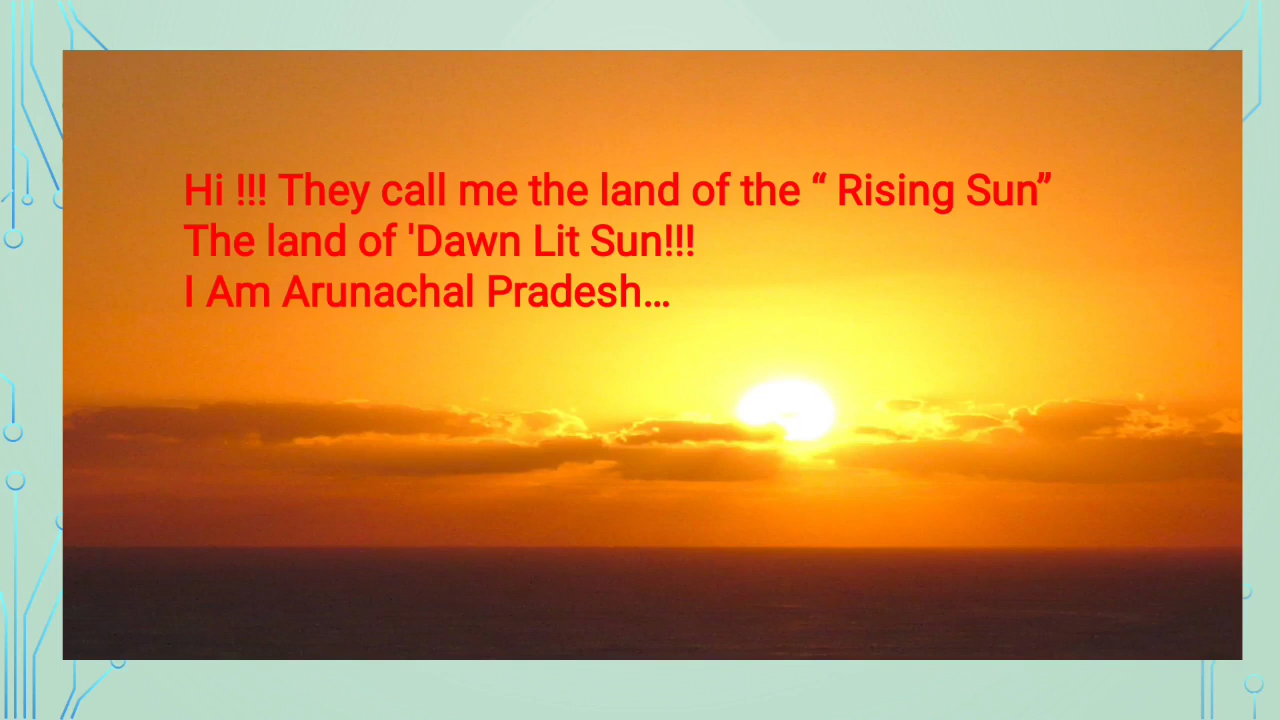 Hi !!! They call me the land of the “ Rising Sun”
The land of 'Dawn Lit Sun!!!
I Am Arunachal Pradesh…